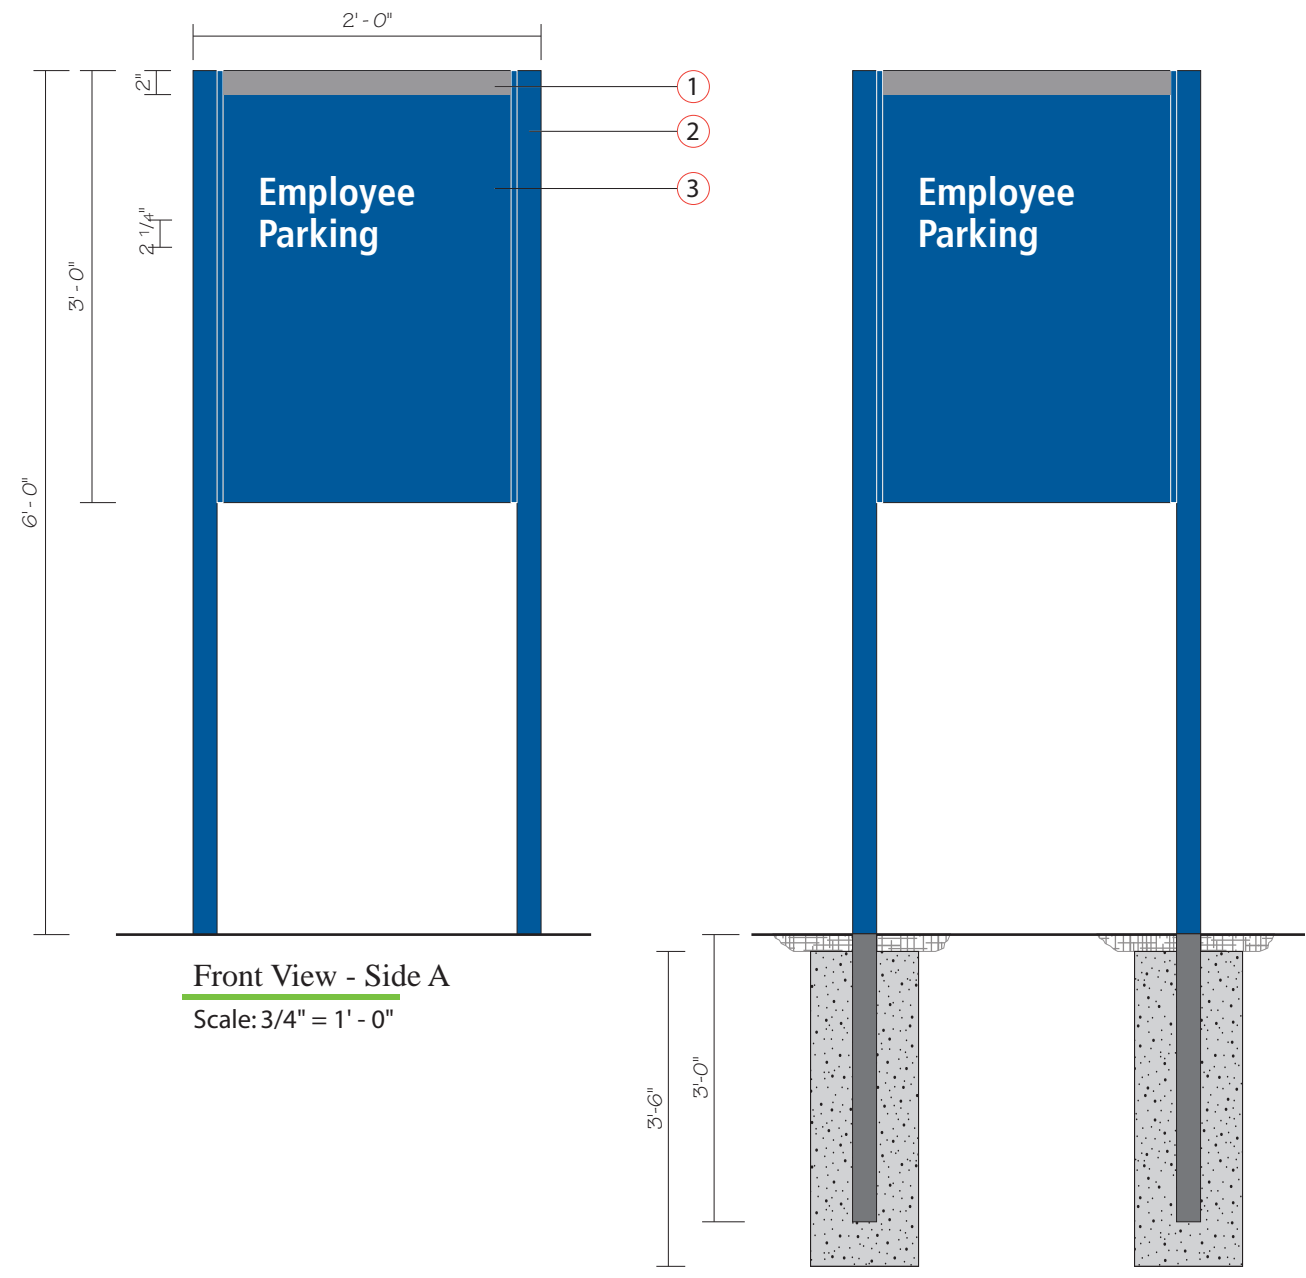 2' - 0"
2"
1
2
3
Employee
Parking
2 1/4"
3' - 0"
6' - 0"
Employee
Parking
Front View - Side A
Scale: 3/4" = 1' - 0"
3'-6"
3'-0"